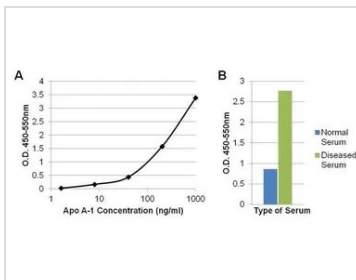 A
O.D. 450-550nm
4
3.5
3
2.5
2
1.5
1
0.5
0
1
10
100
1000
Apo A-1 Concentration (ng/ml)
B
O.D. 450-550nm
3
2.5
2
1.5
1
0.5
0
Type of Serum
Normal
Serum
Diseased
Serum